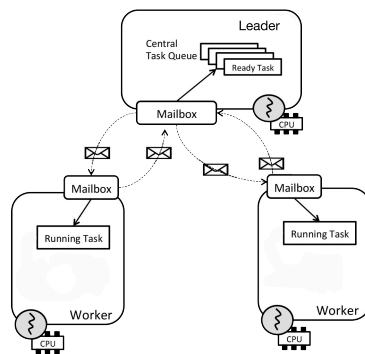 Leader
Central
Task Queue
Ready Task
Mailbox
CPU
Mailbox
Mailbox
Running Task
Running Task
Worker
Worker
CPU
CPU